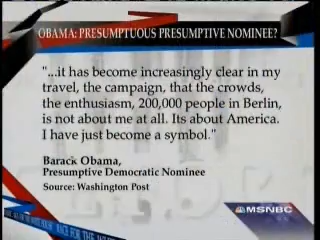 OBAMA: PRESUMPTUOUS PRESUMPTIVE NOMINEE?
"...it has become increasingly clear in my
travel, the campaign, that the crowds,
the enthusiasm, 200,000 people in Berlin,
is not about me at all. Its about America.
I have just become a symbol."
Barack Obama,
Presumptive Democratic Nominee
Source: Washington Post
MSNBC